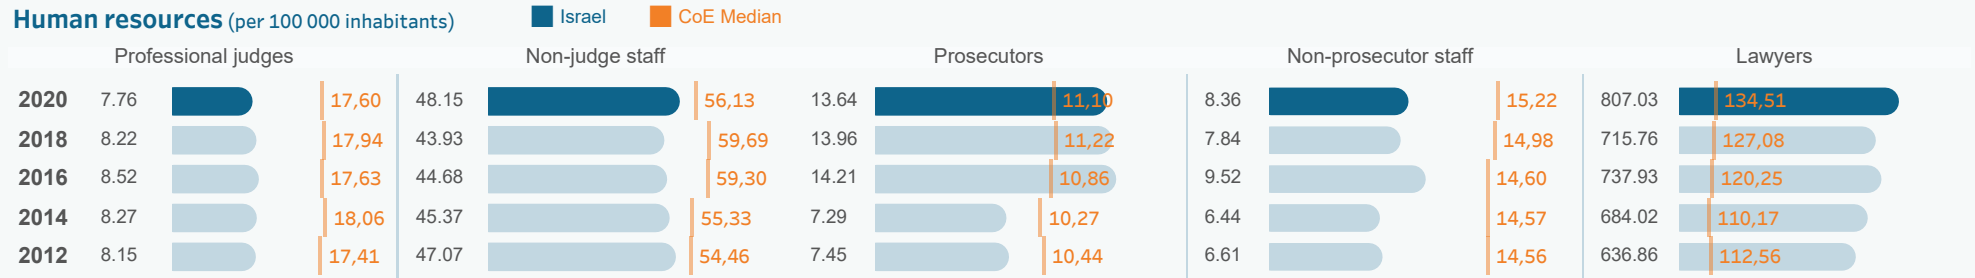 Human resources (per 100 000 inhabitants) Israel CoE Median
Professional judges Non-judge staff Prosecutors Non-prosecutor staff Lawyers
2020 7.76 17,60 48.15 56,13 13.64 11,10 8.36 15,22 807.03 134,51
2018 8.22 17,94 43.93 59,69 13.96 11,22 7.84 14,98 715.76 127,08
2016 8.52 17,63 44.68 59,30 14.21 10,86 9.52 14,60 737.93 120,25
2014 8.27 18,06 45.37 55,33 7.29 10,27 6.44 14,57 684.02 110,17
2012 8.15 17,41 47.07 54,46 7.45 10,44 6.61 14,56 636.86 112,56